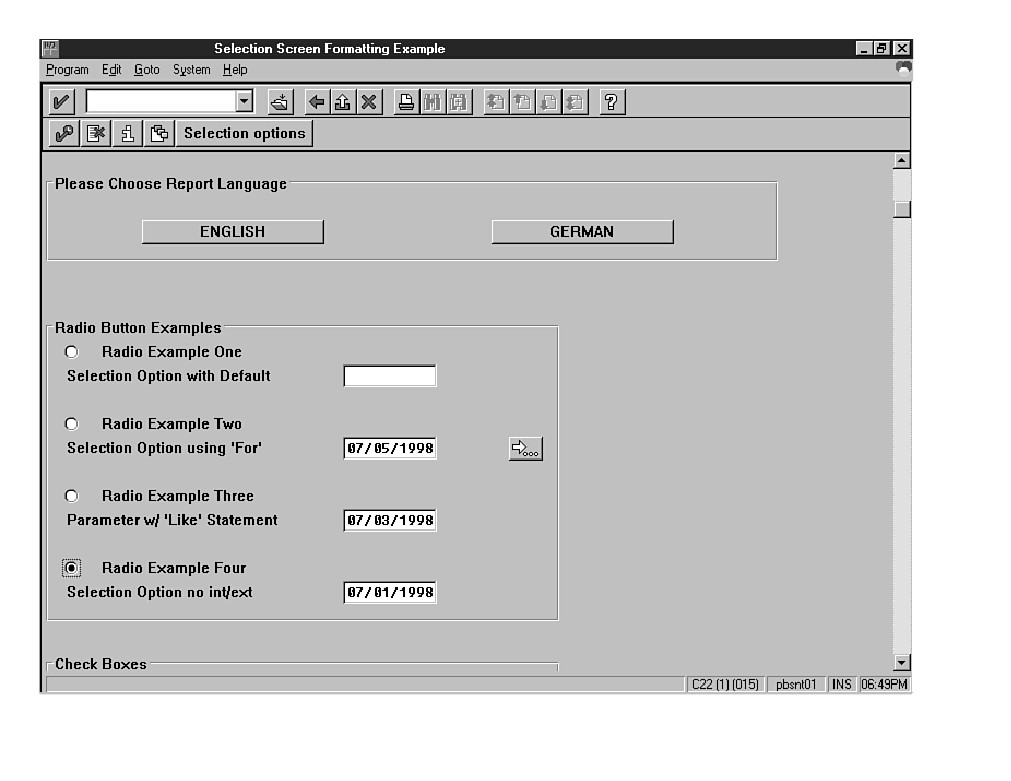 Selection Screen Formatting Example
Program Edit Goto System Help
Selection options
Please Choose Report Language
ENGLISH GERMAN
Radio Button Examples
Radio Example One
Selection Option with Default
Radio Example Two
Selection Option using 'For' 07/05/1998
Radio Example Three
Parameter w/ 'Like' Statement 07/03/1998
Radio Example Four
Selection Option no int/ext 07/01/1998
Check Boxes
C22 (1) (015) pbsnt01 INS 06:49PM